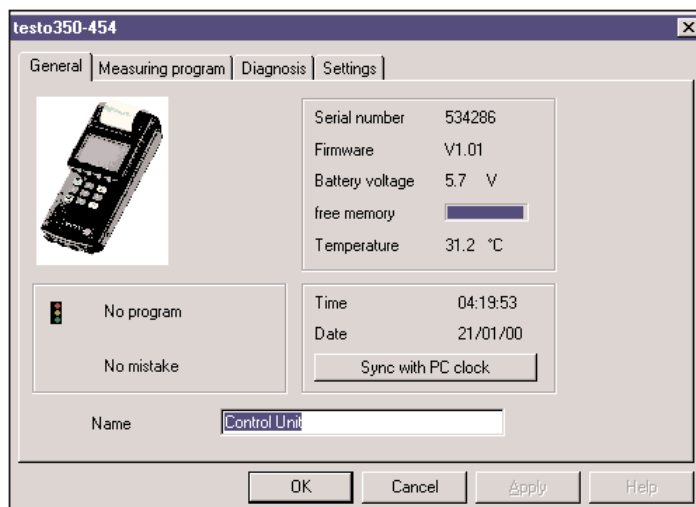 testo350-454
General Measuring program Diagnosis Settings
Serial number 534286
Firmware V1.01
Battery voltage 5.7 V
free memory
Temperature 31.2 °C
No program
No mistake
Time 04:19:53
Date 21/01/00
Sync with PC clock
Name Control Unit
OK Cancel Apply Help